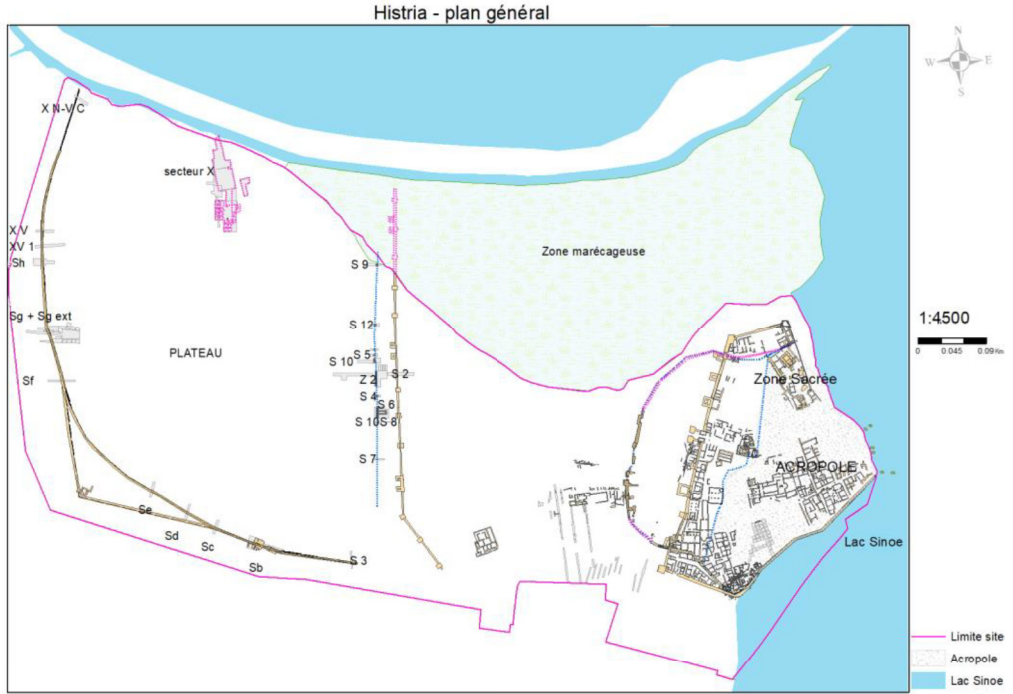 Histria - plan général
N
W E
S
X N-V C
secteur X
X V
XV 1
Sh
Zone marécageuse
S 9
Sg + Sg ext
PLATEAU
S 12
S 5
S 10
S 2
Z 2
Sf
S 4
S 6
S 10 S 8
S 7
1:4500
0 0.045 0.09 Km
Zone Sacrée
ACROPOLE
Se
Sd
Sc
Sb
S 3
Lac Sinoe
Limite site
Acropole
Lac Sinoe